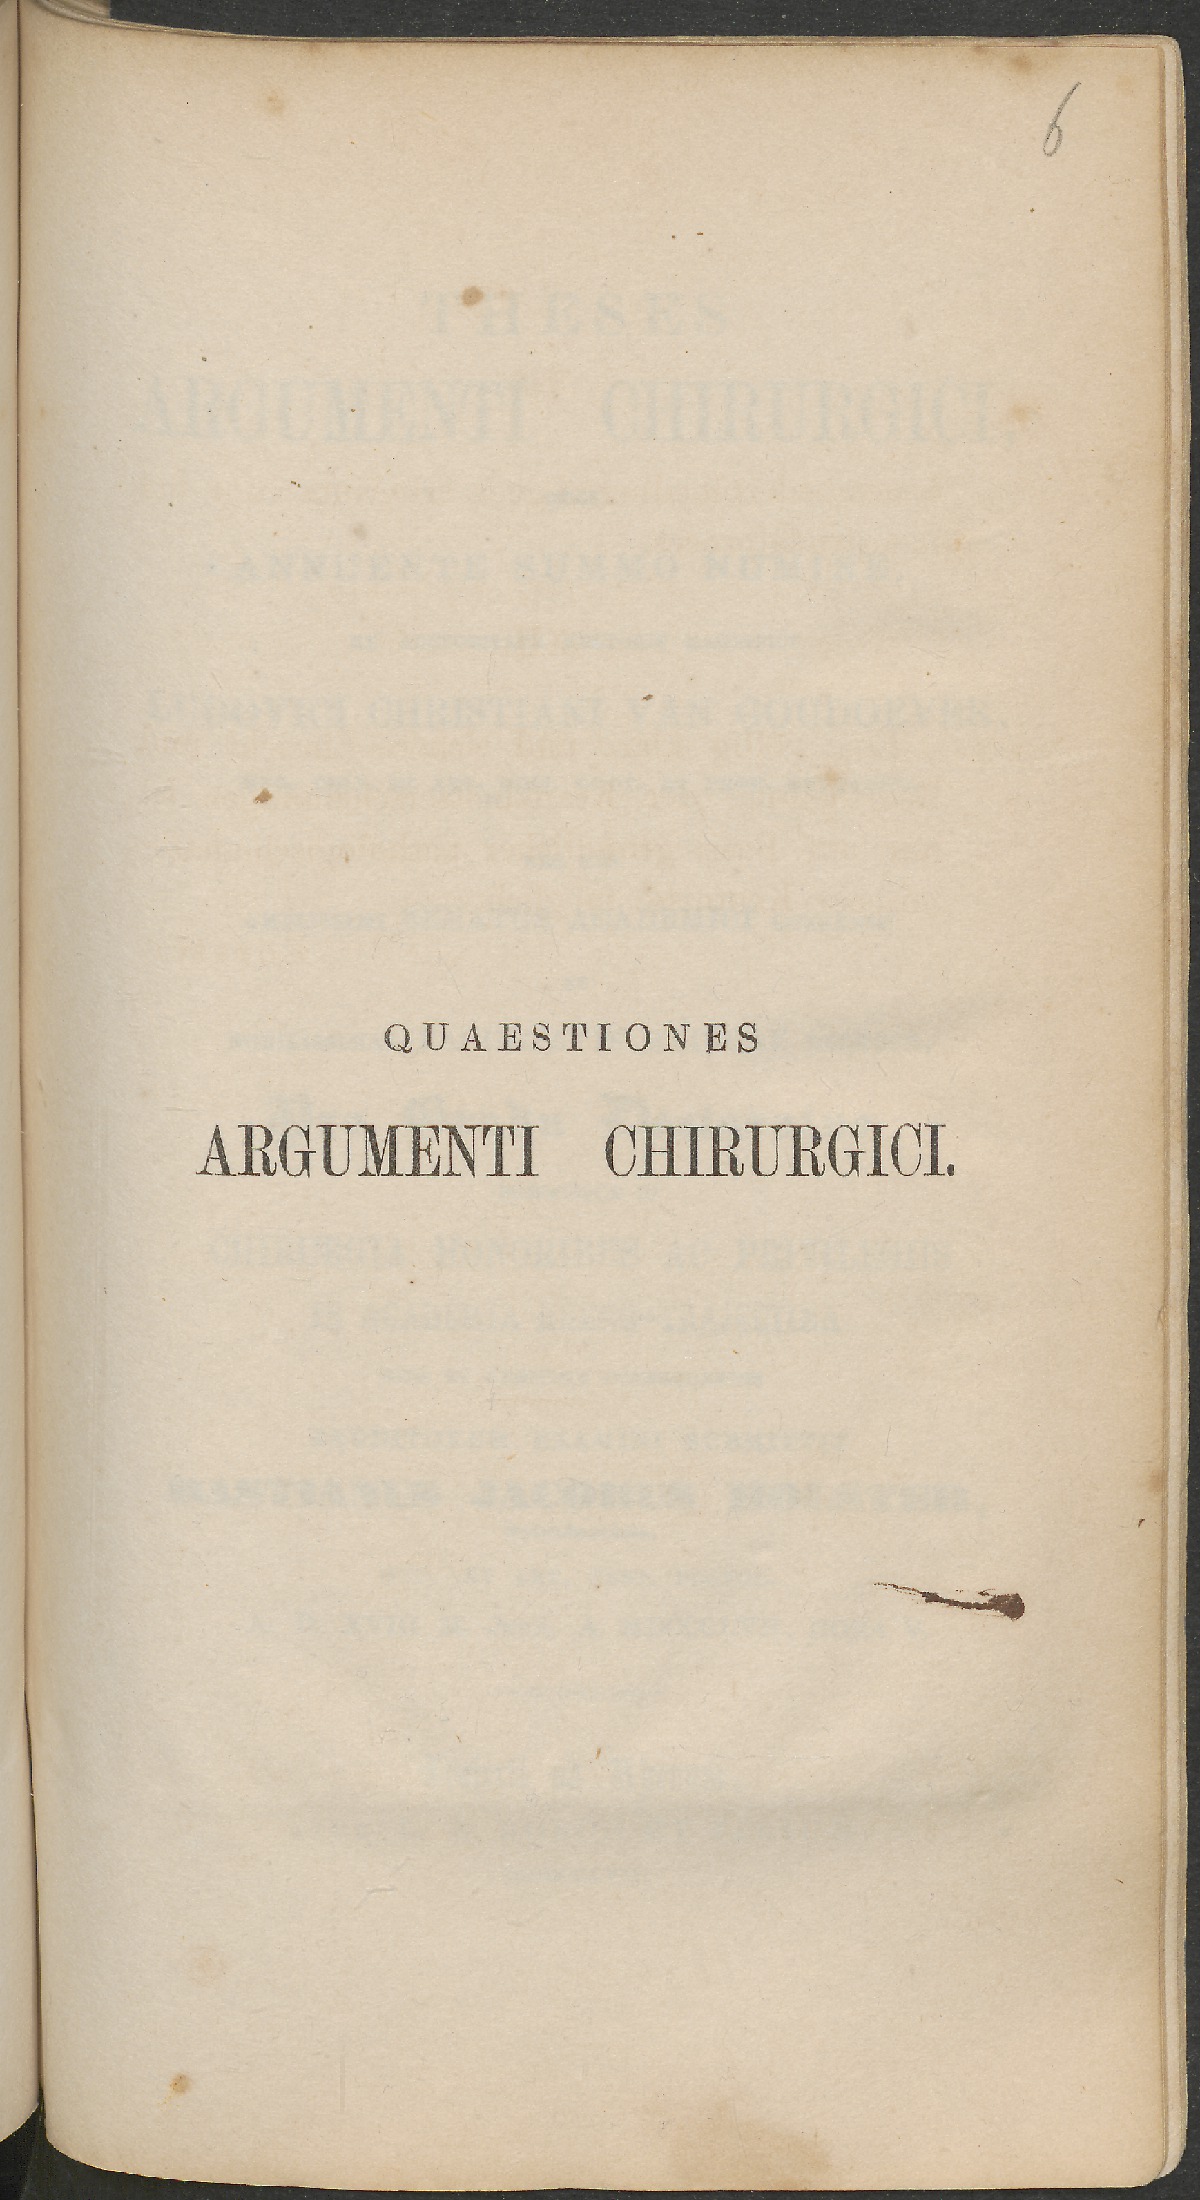 6
QUAESTIONES
ARGUMENTI CHIRURGICI.